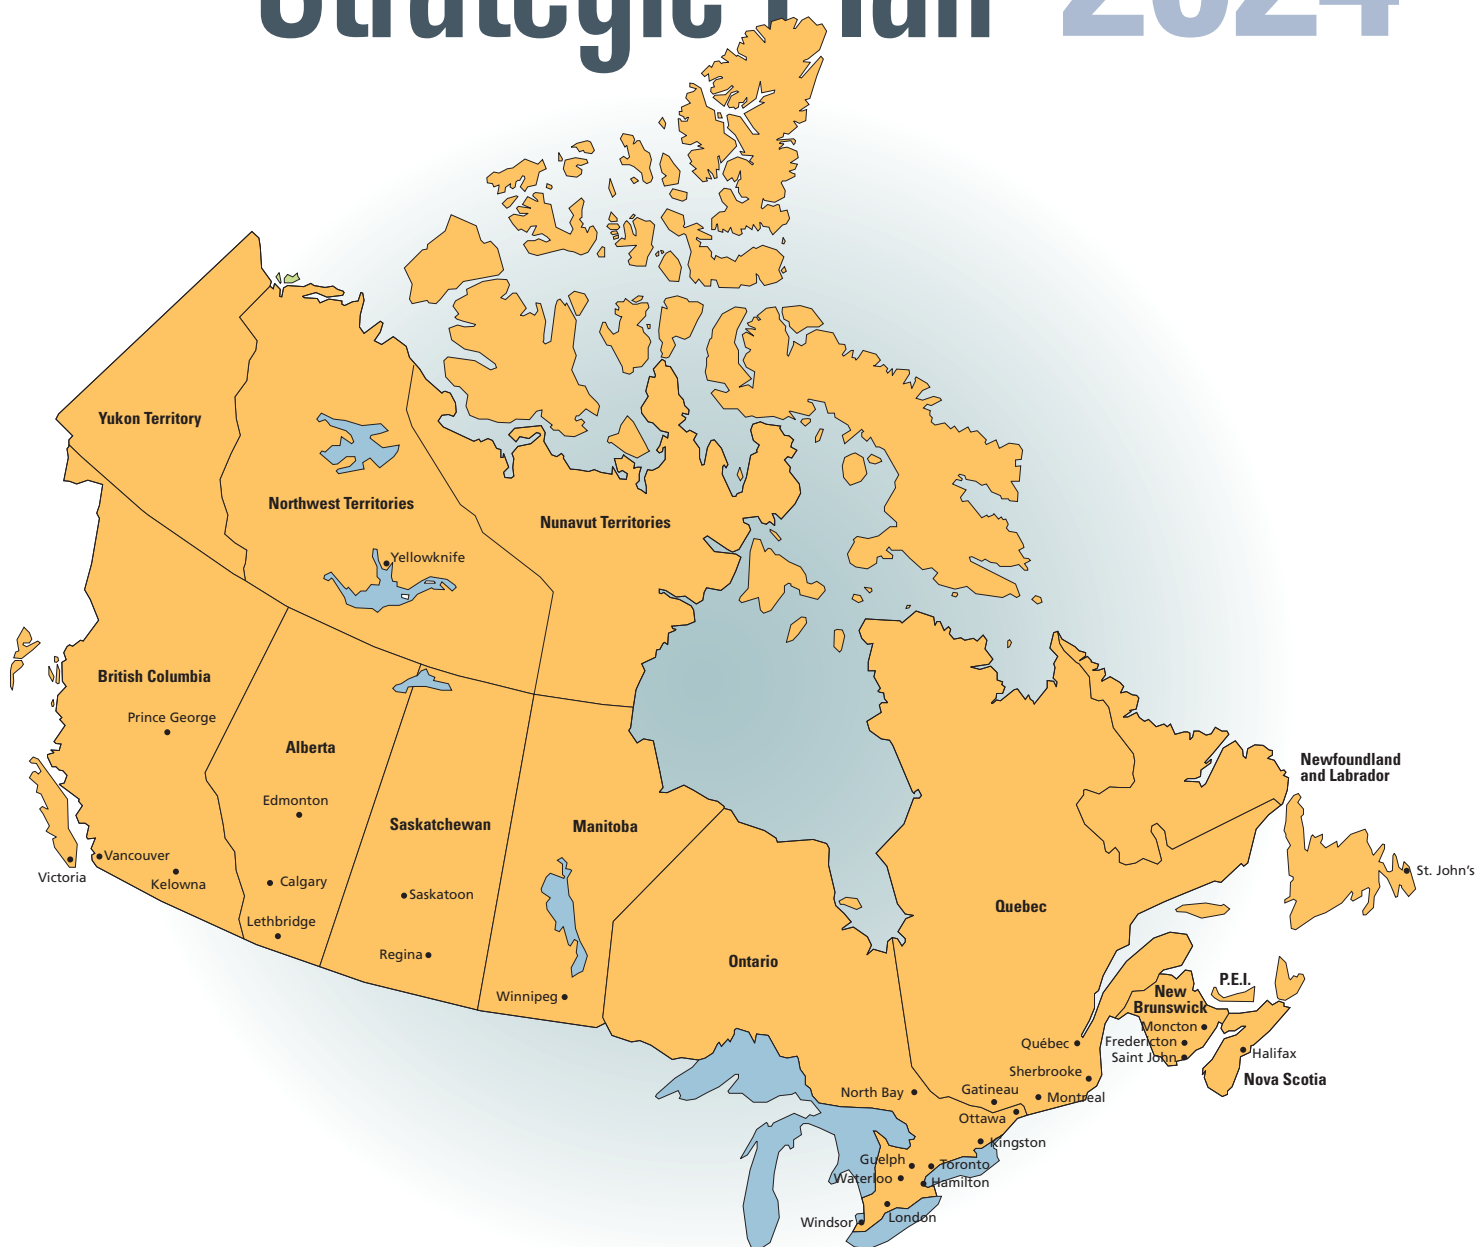 Strategic Plan 2024
Yukon Territory
Northwest Territories
Nunavut Territories
Yellowknife
British Columbia
Prince George
Alberta
Newfoundland
and Labrador
Edmonton
Saskatchewan
Manitoba
Vancouver
Victoria
Kelowna
Calgary
St. John's
Saskatoon
Quebec
Lethbridge
Regina
Ontario
Winnipeg
P.E.I.
New
Brunswick
Moncton
Québec
Fredericton
Saint John
Halifax
Sherbrooke
Nova Scotia
North Bay
Gatineau
Montreal
Ottawa
Kingston
Guelph
Toronto
Waterloo
Hamilton
London
Windsor